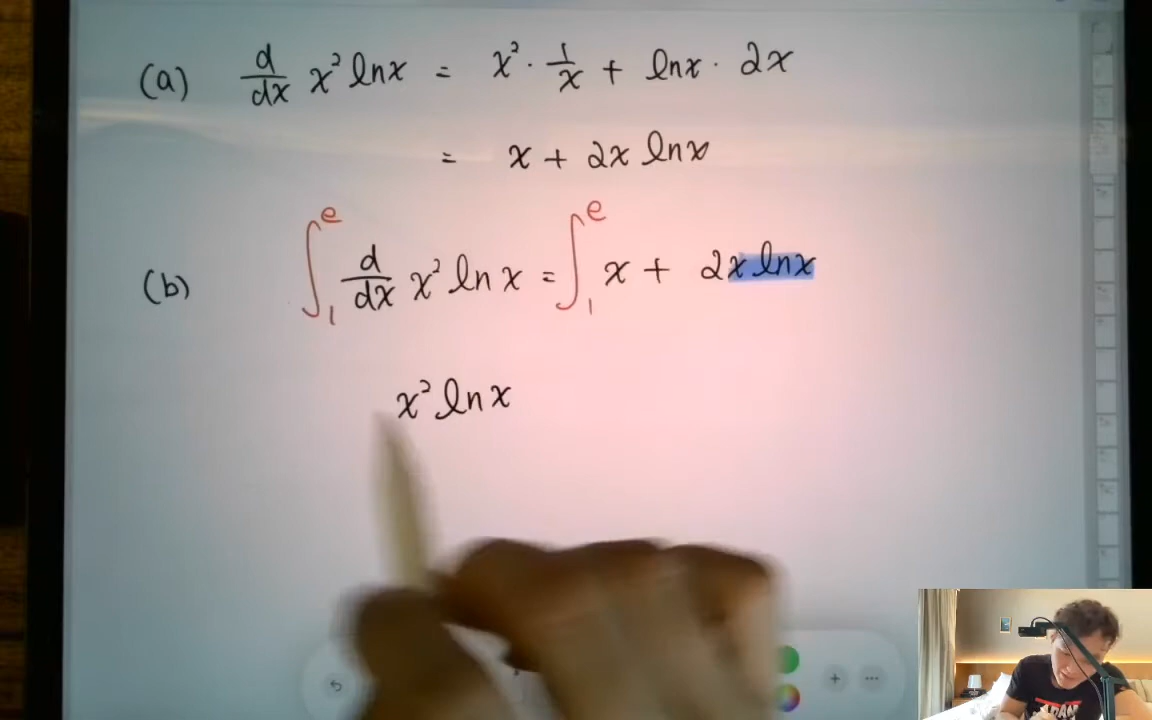 (a) d/dx x² ln x = x² · 1/x + ln x · 2x
= x + 2x ln x
(b) ∫₁ᵉ d/dx x² ln x = ∫₁ᵉ x + 2x ln x
x² ln x